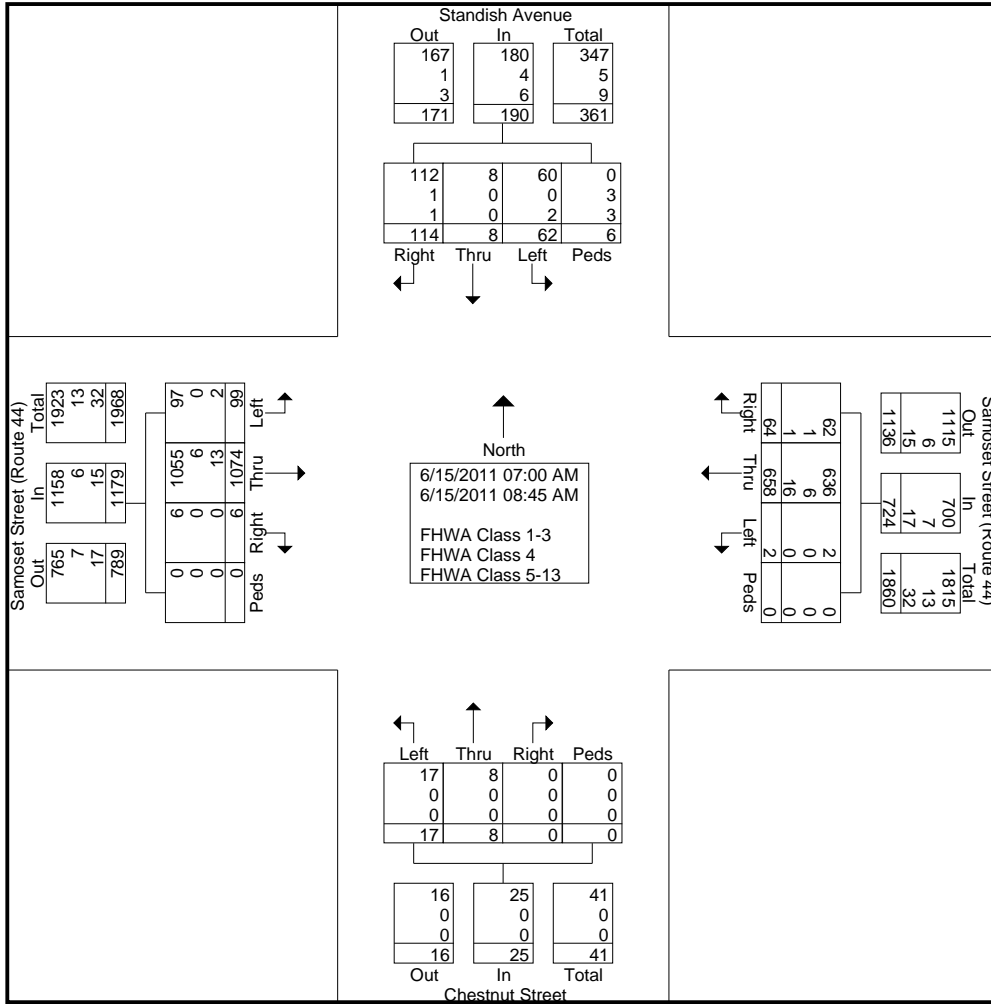 Standish Avenue
Out In Total
167 180 347
1 4 5
3 6 9
171 190 361
112 8 60 0
1 0 0 3
1 0 2 3
114 8 62 6
Right Thru Left Peds
Samoset Street (Route 44)
Total In Out
1923 1158 765
13 6 7
32 15 17
1968 1179 789
97 1055 6 0
0 6 0 0
2 13 0 0
99 1074 6 0
Left Thru Right Peds
North
6/15/2011 07:00 AM
6/15/2011 08:45 AM
FHWA Class 1-3
FHWA Class 4
FHWA Class 5-13
Right Thru Left Peds
62 636 2 0
1 6 0 0
1 16 0 0
64 658 2 0
Samoset Street (Route 44)
Out In Total
1115 700 1815
6 7 13
15 17 32
1136 724 1860
Left Thru Right Peds
17 8 0 0
0 0 0 0
0 0 0 0
17 8 0 0
16 25 41
0 0 0
0 0 0
16 25 41
Out In Total
Chestnut Street